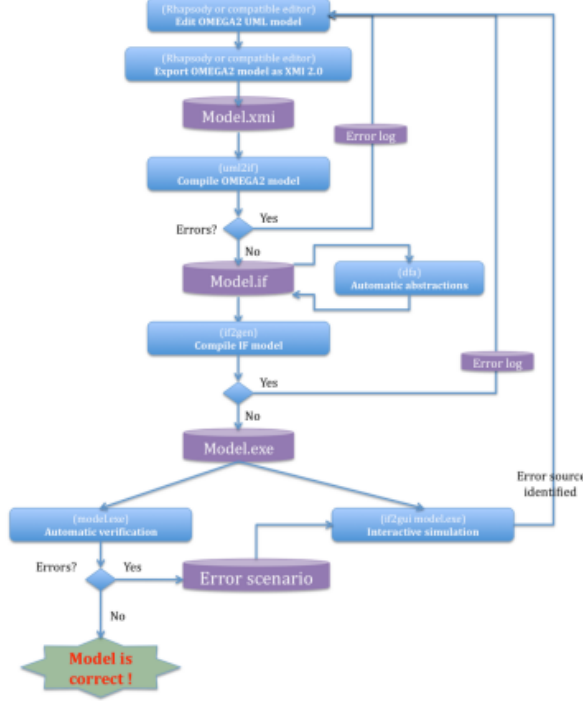 (Rhapsody or compatible editor)
Edit OMEGA2 UML model
(Rhapsody or compatible editor)
Export OMEGA2 model as XMI 2.0
Model.xmi
Error log
(uml2if)
Compile OMEGA2 model
Errors?
Yes
No
Model.if
(dfa)
Automatic abstractions
(if2gen)
Compile IF model
Error log
Yes
No
Model.exe
Error source
identified
(model.exe)
Automatic verification
(if2gui model.exe)
Interactive simulation
Errors?
Yes
Error scenario
No
Model is
correct !